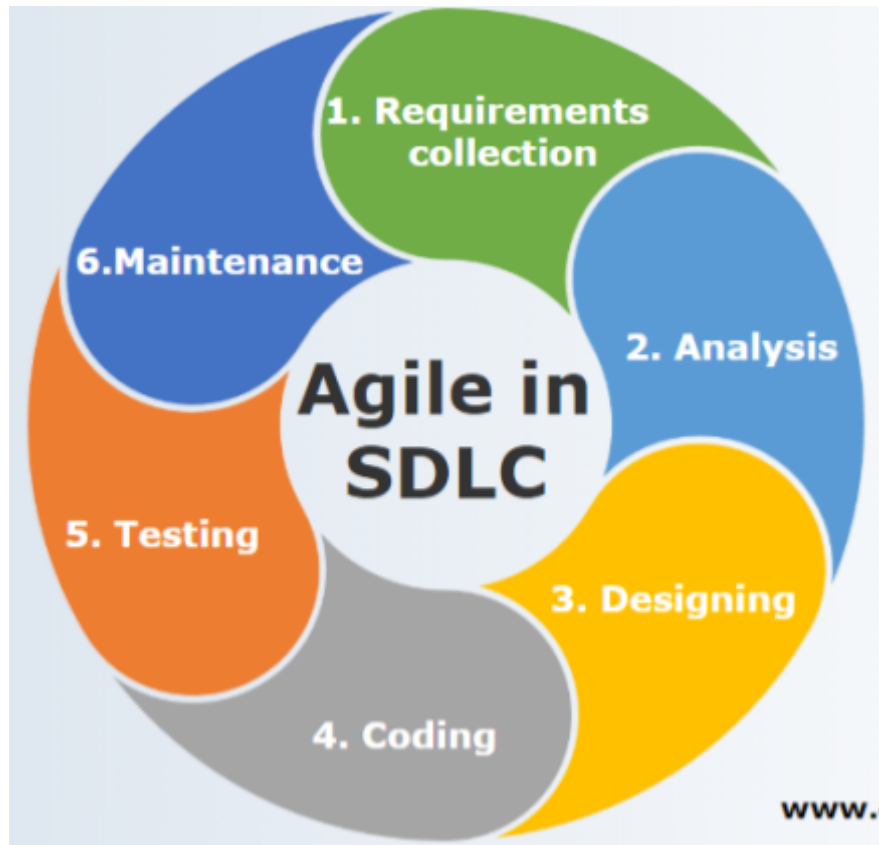 1. Requirements
collection
2. Analysis
3. Designing
4. Coding
5. Testing
6.Maintenance
Agile in
SDLC
www.